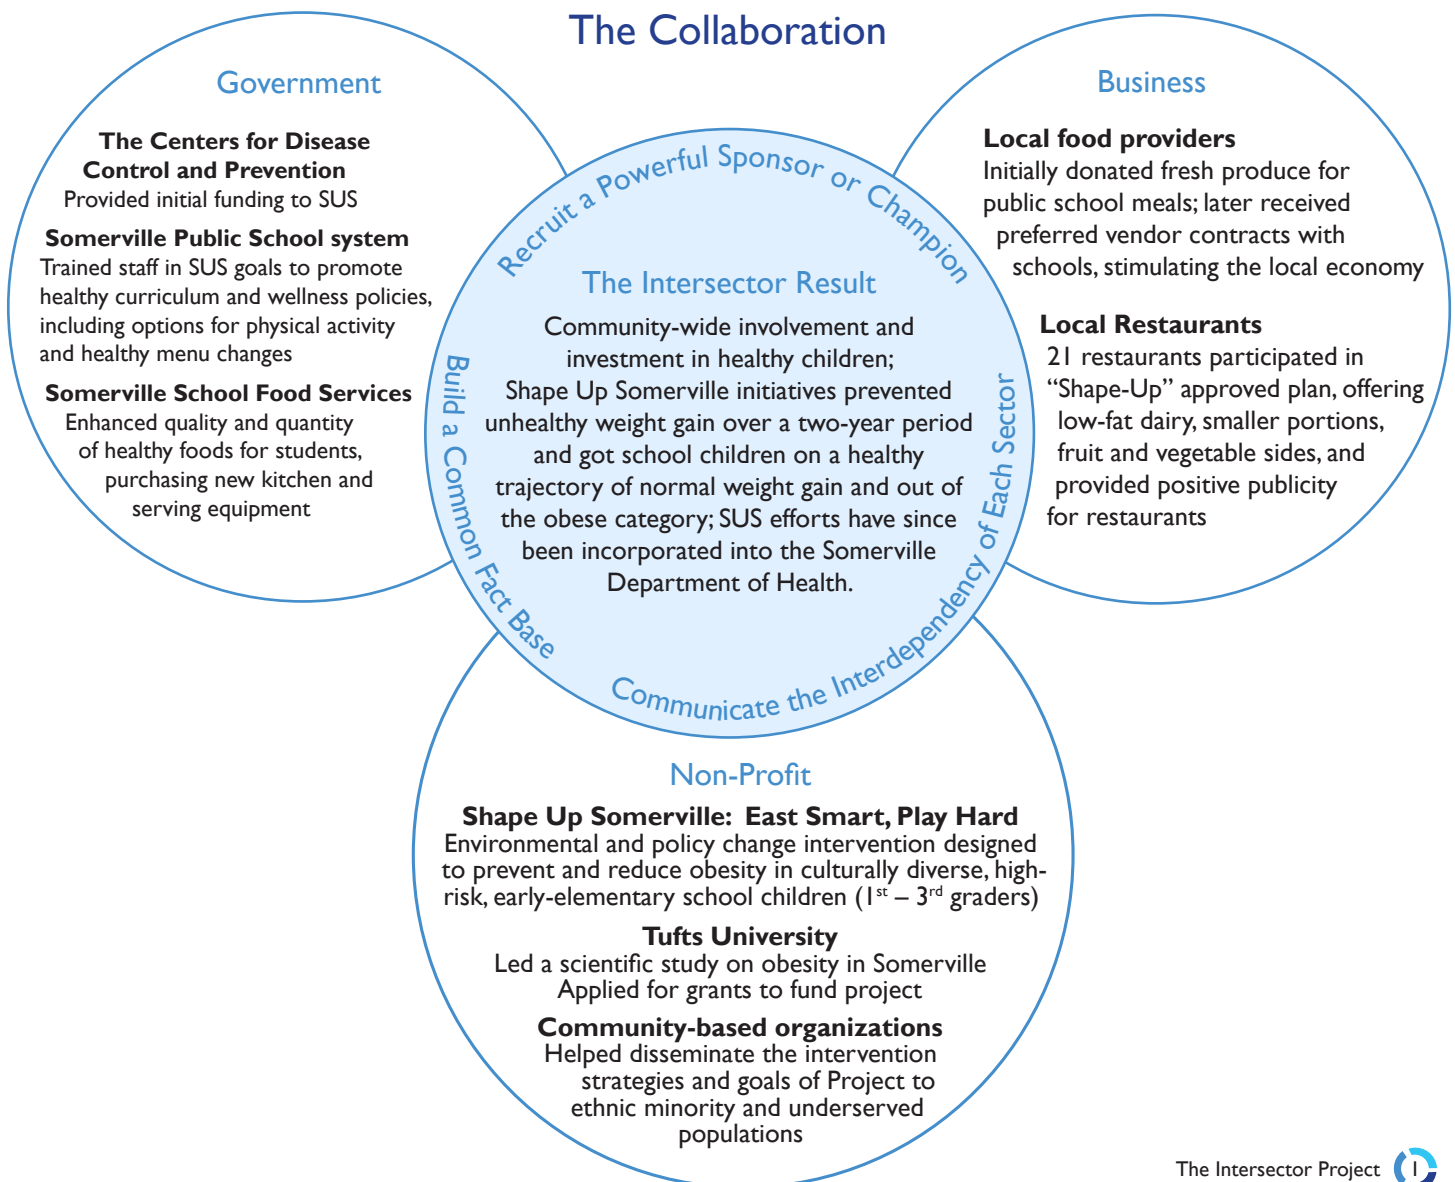 The Collaboration
Government
The Centers for Disease
Control and Prevention
Provided initial funding to SUS
Somerville Public School system
Trained staff in SUS goals to promote
healthy curriculum and wellness policies,
including options for physical activity
and healthy menu changes
Somerville School Food Services
Enhanced quality and quantity
of healthy foods for students,
purchasing new kitchen and
serving equipment
Business
Local food providers
Initially donated fresh produce for
public school meals; later received
preferred vendor contracts with
schools, stimulating the local economy
Local Restaurants
21 restaurants participated in
“Shape-Up” approved plan, offering
low-fat dairy, smaller portions,
fruit and vegetable sides, and
provided positive publicity
for restaurants
Recruit a Powerful Sponsor or Champion
Build a Common Fact Base
Communicate the Interdependency of Each Sector
The Intersector Result
Community-wide involvement and
investment in healthy children;
Shape Up Somerville initiatives prevented
unhealthy weight gain over a two-year period
and got school children on a healthy
trajectory of normal weight gain and out of
the obese category; SUS efforts have since
been incorporated into the Somerville
Department of Health.
Non-Profit
Shape Up Somerville: East Smart, Play Hard
Environmental and policy change intervention designed
to prevent and reduce obesity in culturally diverse, high-
risk, early-elementary school children (1st – 3rd graders)
Tufts University
Led a scientific study on obesity in Somerville
Applied for grants to fund project
Community-based organizations
Helped disseminate the intervention
strategies and goals of Project to
ethnic minority and underserved
populations
The Intersector Project 1